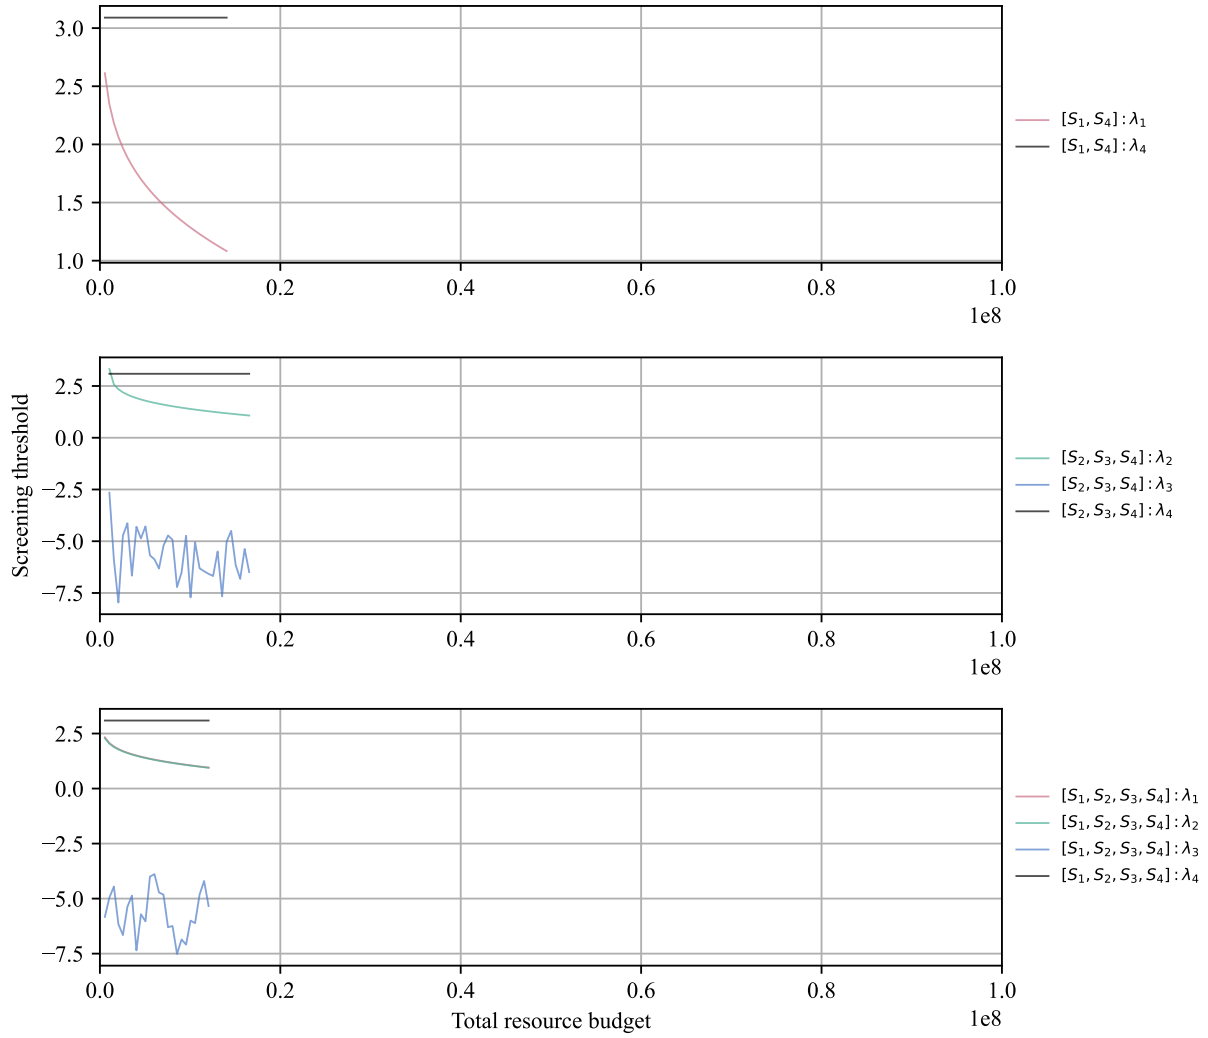 3.0
2.5
2.0
1.5
1.0
0.0 0.2 0.4 0.6 0.8 1.0
1e8
[S₁, S₄] : λ₁
[S₁, S₄] : λ₄
Screening threshold
2.5
0.0
−2.5
−5.0
−7.5
0.0 0.2 0.4 0.6 0.8 1.0
1e8
[S₂, S₃, S₄] : λ₂
[S₂, S₃, S₄] : λ₃
[S₂, S₃, S₄] : λ₄
2.5
0.0
−2.5
−5.0
−7.5
0.0 0.2 0.4 0.6 0.8 1.0
Total resource budget
1e8
[S₁, S₂, S₃, S₄] : λ₁
[S₁, S₂, S₃, S₄] : λ₂
[S₁, S₂, S₃, S₄] : λ₃
[S₁, S₂, S₃, S₄] : λ₄